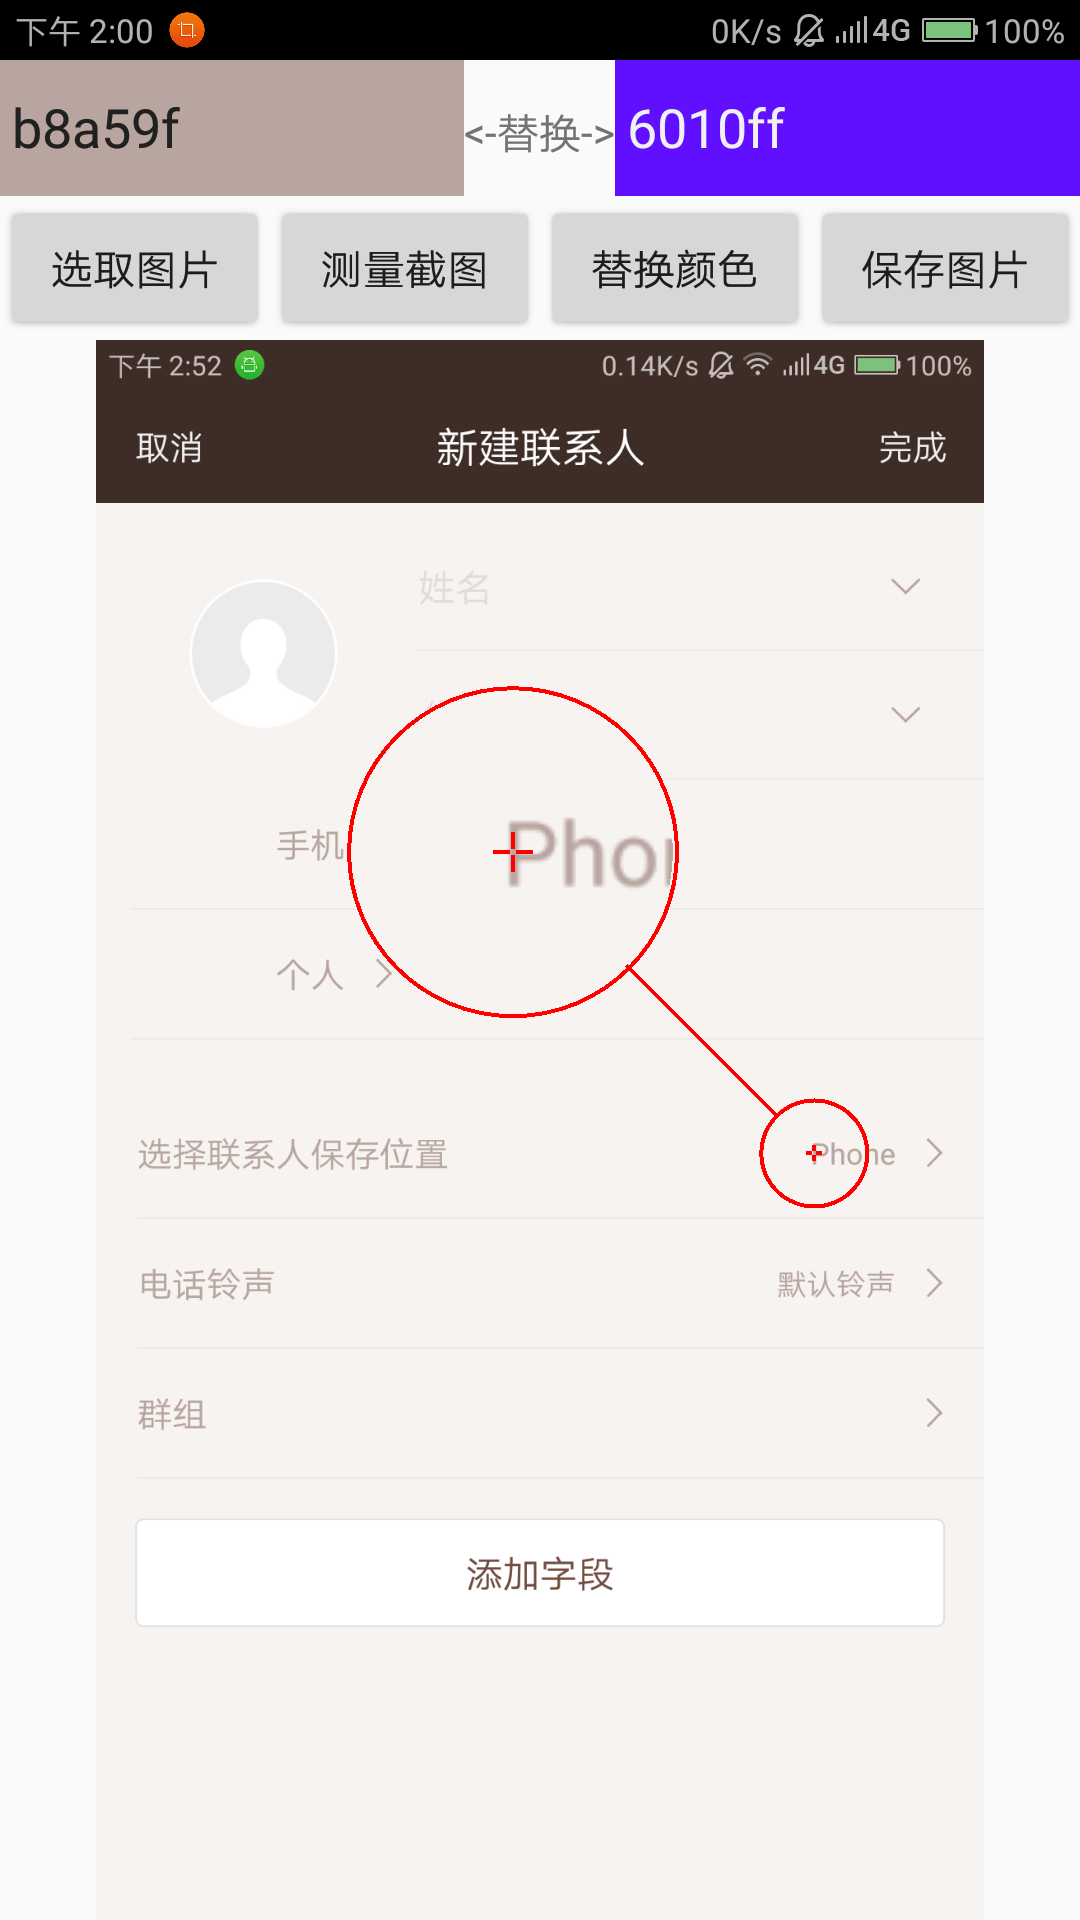 下午 2:00 0K/s 4G 100%
b8a59f <-替换-> 6010ff
选取图片 测量截图 替换颜色 保存图片
下午 2:52 0.14K/s 4G 100%
取消 新建联系人 完成
姓名
手机
Phon
个人
选择联系人保存位置 Phone
电话铃声 默认铃声
群组
添加字段